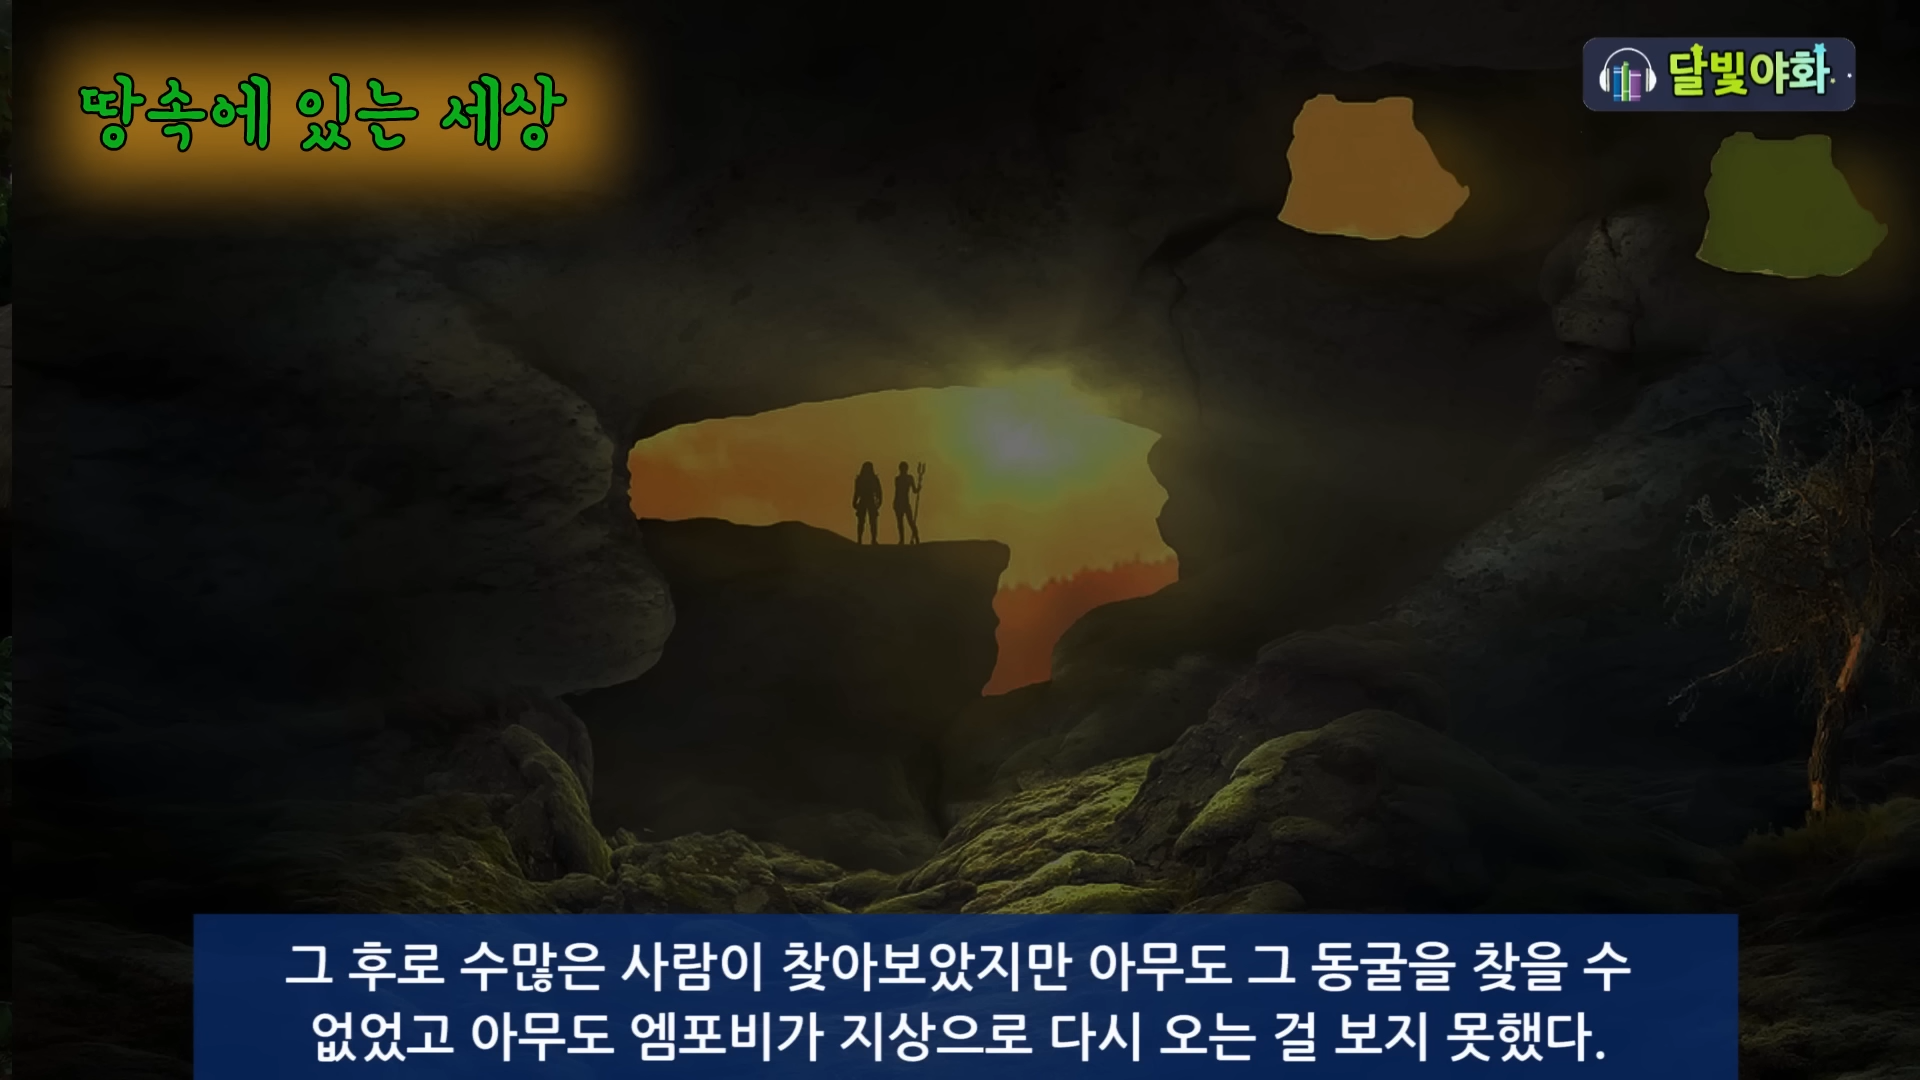 땅속에 있는 세상
달빛야화
그 후로 수많은 사람이 찾아보았지만 아무도 그 동굴을 찾을 수
없었고 아무도 엠포비가 지상으로 다시 오는 걸 보지 못했다.